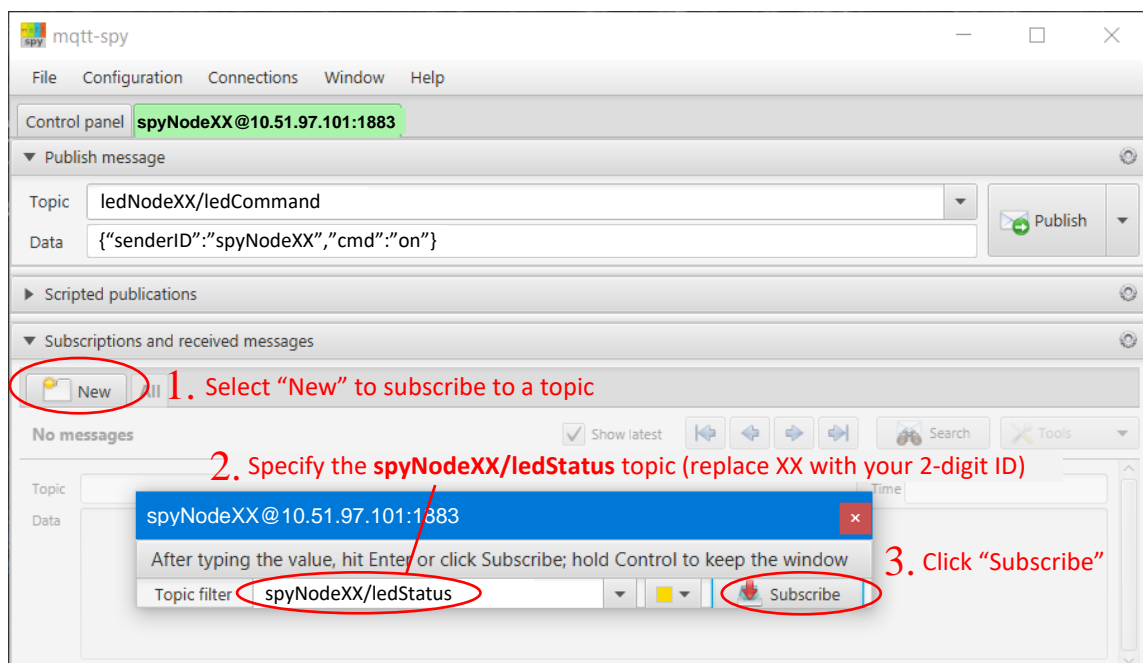 spy mqtt-spy
File Configuration Connections Window Help
Control panel spyNodeXX@10.51.97.101:1883
Publish message
Topic ledNodeXX/ledCommand
Publish
Data {“senderID”:”spyNodeXX”,”cmd”:”on”}
Scripted publications
Subscriptions and received messages
New All 1. Select “New” to subscribe to a topic
No messages Show latest Search Tools
2. Specify the spyNodeXX/ledStatus topic (replace XX with your 2-digit ID)
Topic Time
Data
spyNodeXX@10.51.97.101:1883
After typing the value, hit Enter or click Subscribe; hold Control to keep the window
3. Click “Subscribe”
Topic filter spyNodeXX/ledStatus Subscribe